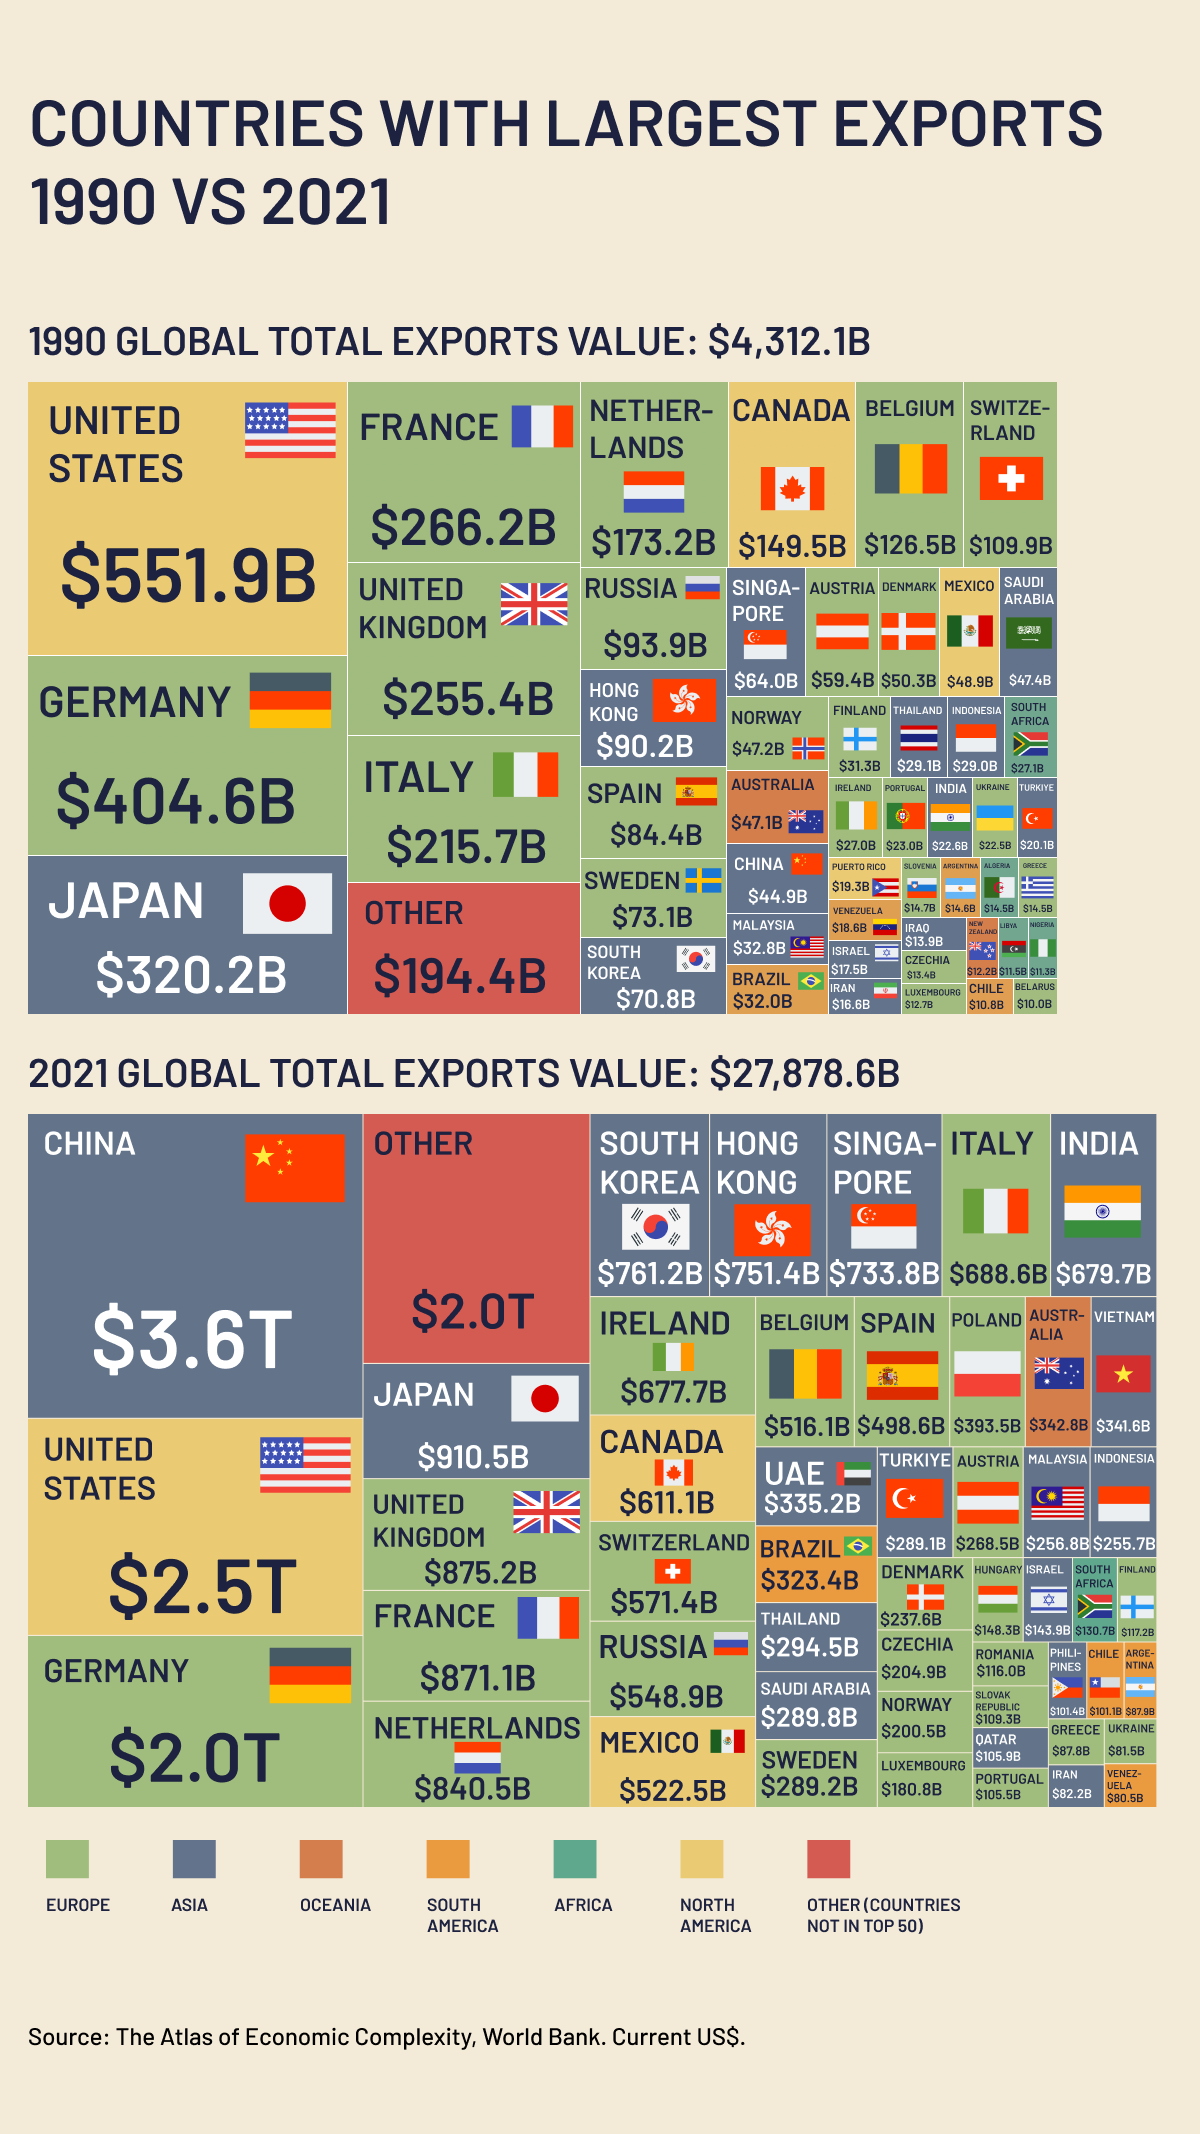 COUNTRIES WITH LARGEST EXPORTS
1990 VS 2021
1990 GLOBAL TOTAL EXPORTS VALUE: $4,312.1B
UNITED
STATES
$551.9B
GERMANY
$404.6B
JAPAN
$320.2B
FRANCE
$266.2B
UNITED
KINGDOM
$255.4B
ITALY
$215.7B
OTHER
$194.4B
NETHER-
LANDS
$173.2B
CANADA
$149.5B
BELGIUM
$126.5B
SWITZE-
RLAND
$109.9B
RUSSIA
$93.9B
HONG
KONG
$90.2B
SPAIN
$84.4B
SWEDEN
$73.1B
SOUTH
KOREA
$70.8B
SINGA-
PORE
$64.0B
AUSTRIA
$59.4B
DENMARK
$50.3B
MEXICO
$48.9B
SAUDI
ARABIA
$47.4B
NORWAY
$47.2B
AUSTRALIA
$47.1B
CHINA
$44.9B
MALAYSIA
$32.8B
BRAZIL
$32.0B
FINLAND
$31.3B
THAILAND
$29.1B
INDONESIA
$29.0B
SOUTH
AFRICA
$27.1B
IRELAND
$27.0B
PORTUGAL
$23.0B
INDIA
$22.6B
UKRAINE
$22.5B
TURKIYE
$20.1B
PUERTO RICO
$19.3B
VENEZUELA
$18.6B
ISRAEL
$17.5B
IRAN
$16.6B
SLOVENIA
$14.7B
ARGENTINA
$14.6B
ALGERIA
$14.5B
GREECE
$14.5B
IRAQ
$13.9B
CZECHIA
$13.4B
LUXEMBOURG
$12.7B
NEW
ZEALAND
$12.2B
LIBYA
$11.5B
NIGERIA
$11.3B
CHILE
$10.8B
BELARUS
$10.0B
2021 GLOBAL TOTAL EXPORTS VALUE: $27,878.6B
CHINA
$3.6T
UNITED
STATES
$2.5T
GERMANY
$2.0T
OTHER
$2.0T
JAPAN
$910.5B
UNITED
KINGDOM
$875.2B
FRANCE
$871.1B
NETHERLANDS
$840.5B
SOUTH
KOREA
$761.2B
HONG
KONG
$751.4B
SINGA-
PORE
$733.8B
ITALY
$688.6B
INDIA
$679.7B
IRELAND
$677.7B
CANADA
$611.1B
SWITZERLAND
$571.4B
RUSSIA
$548.9B
MEXICO
$522.5B
BELGIUM
$516.1B
SPAIN
$498.6B
POLAND
$393.5B
AUSTR-
ALIA
$342.8B
VIETNAM
$341.6B
UAE
$335.2B
BRAZIL
$323.4B
THAILAND
$294.5B
SAUDI ARABIA
$289.8B
SWEDEN
$289.2B
TURKIYE
$289.1B
AUSTRIA
$268.5B
MALAYSIA
$256.8B
INDONESIA
$255.7B
DENMARK
$237.6B
CZECHIA
$204.9B
NORWAY
$200.5B
LUXEMBOURG
$180.8B
HUNGARY
$148.3B
ISRAEL
$143.9B
SOUTH
AFRICA
$130.7B
FINLAND
$117.2B
ROMANIA
$116.0B
SLOVAK
REPUBLIC
$109.3B
QATAR
$105.9B
PORTUGAL
$105.5B
PHILI-
PINES
$101.4B
CHILE
$101.1B
ARGE-
NTINA
$87.9B
GREECE
$87.8B
UKRAINE
$81.5B
IRAN
$82.2B
VENEZ-
UELA
$80.5B
EUROPE
ASIA
OCEANIA
SOUTH
AMERICA
AFRICA
NORTH
AMERICA
OTHER (COUNTRIES
NOT IN TOP 50)
Source: The Atlas of Economic Complexity, World Bank. Current US$.